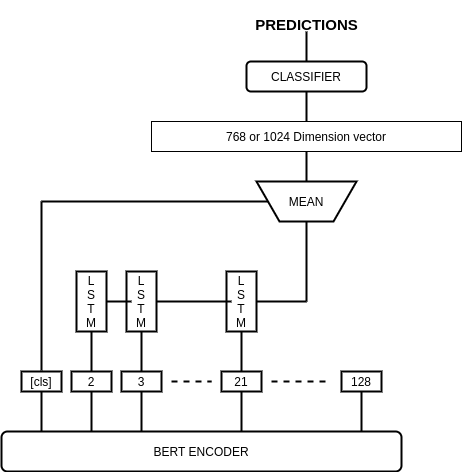 PREDICTIONS
CLASSIFIER
768 or 1024 Dimension vector
MEAN
L
S
T
M
L
S
T
M
L
S
T
M
[cls]
2
3
21
128
BERT ENCODER